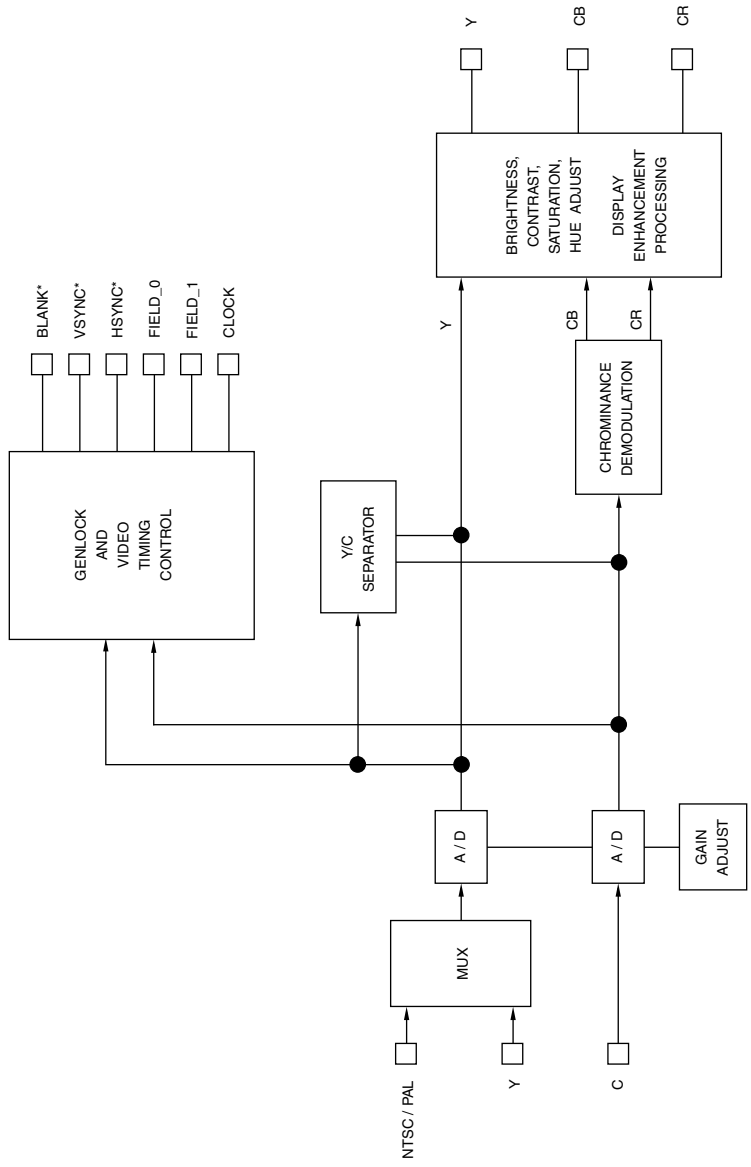 NTSC / PAL
Y
C
MUX
A / D
A / D
GAIN
ADJUST
GENLOCK
AND
VIDEO
TIMING
CONTROL
BLANK*
VSYNC*
HSYNC*
FIELD_0
FIELD_1
CLOCK
Y/C
SEPARATOR
CHROMINANCE
DEMODULATION
Y
CB
CR
BRIGHTNESS,
CONTRAST,
SATURATION,
HUE ADJUST
DISPLAY
ENHANCEMENT
PROCESSING
Y
CB
CR